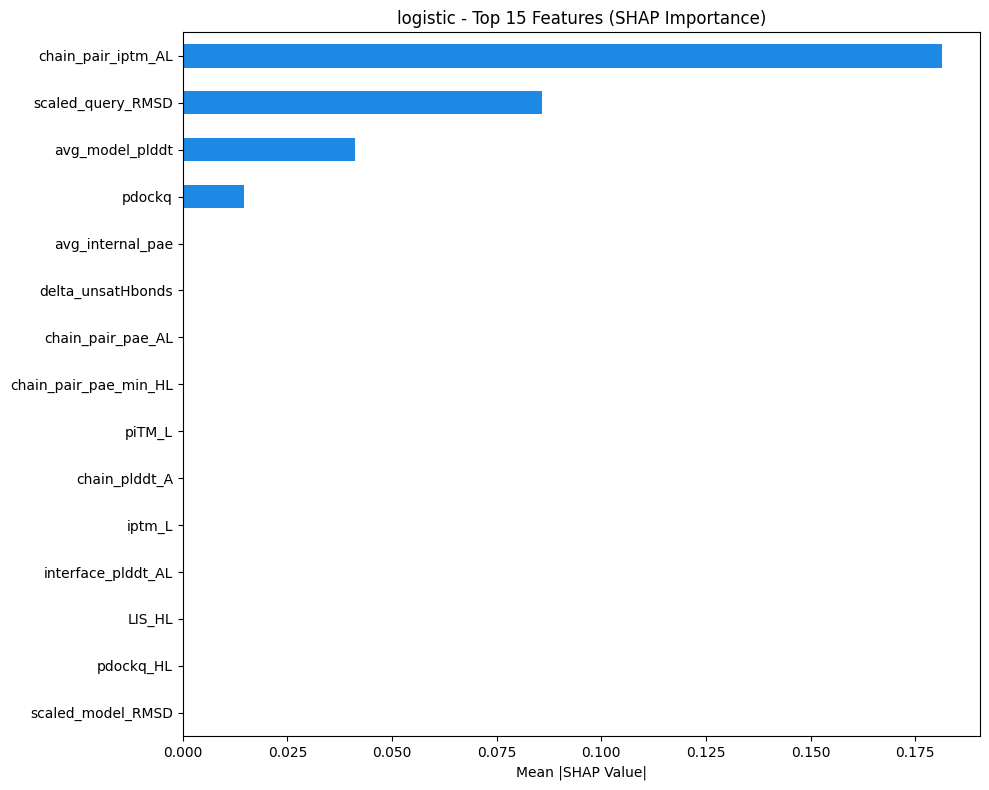 logistic - Top 15 Features (SHAP Importance)
chain_pair_iptm_AL
scaled_query_RMSD
avg_model_plddt
pdockq
avg_internal_pae
delta_unsatHbonds
chain_pair_pae_AL
chain_pair_pae_min_HL
piTM_L
chain_plddt_A
iptm_L
interface_plddt_AL
LIS_HL
pdockq_HL
scaled_model_RMSD
0.000 0.025 0.050 0.075 0.100 0.125 0.150 0.175
Mean |SHAP Value|